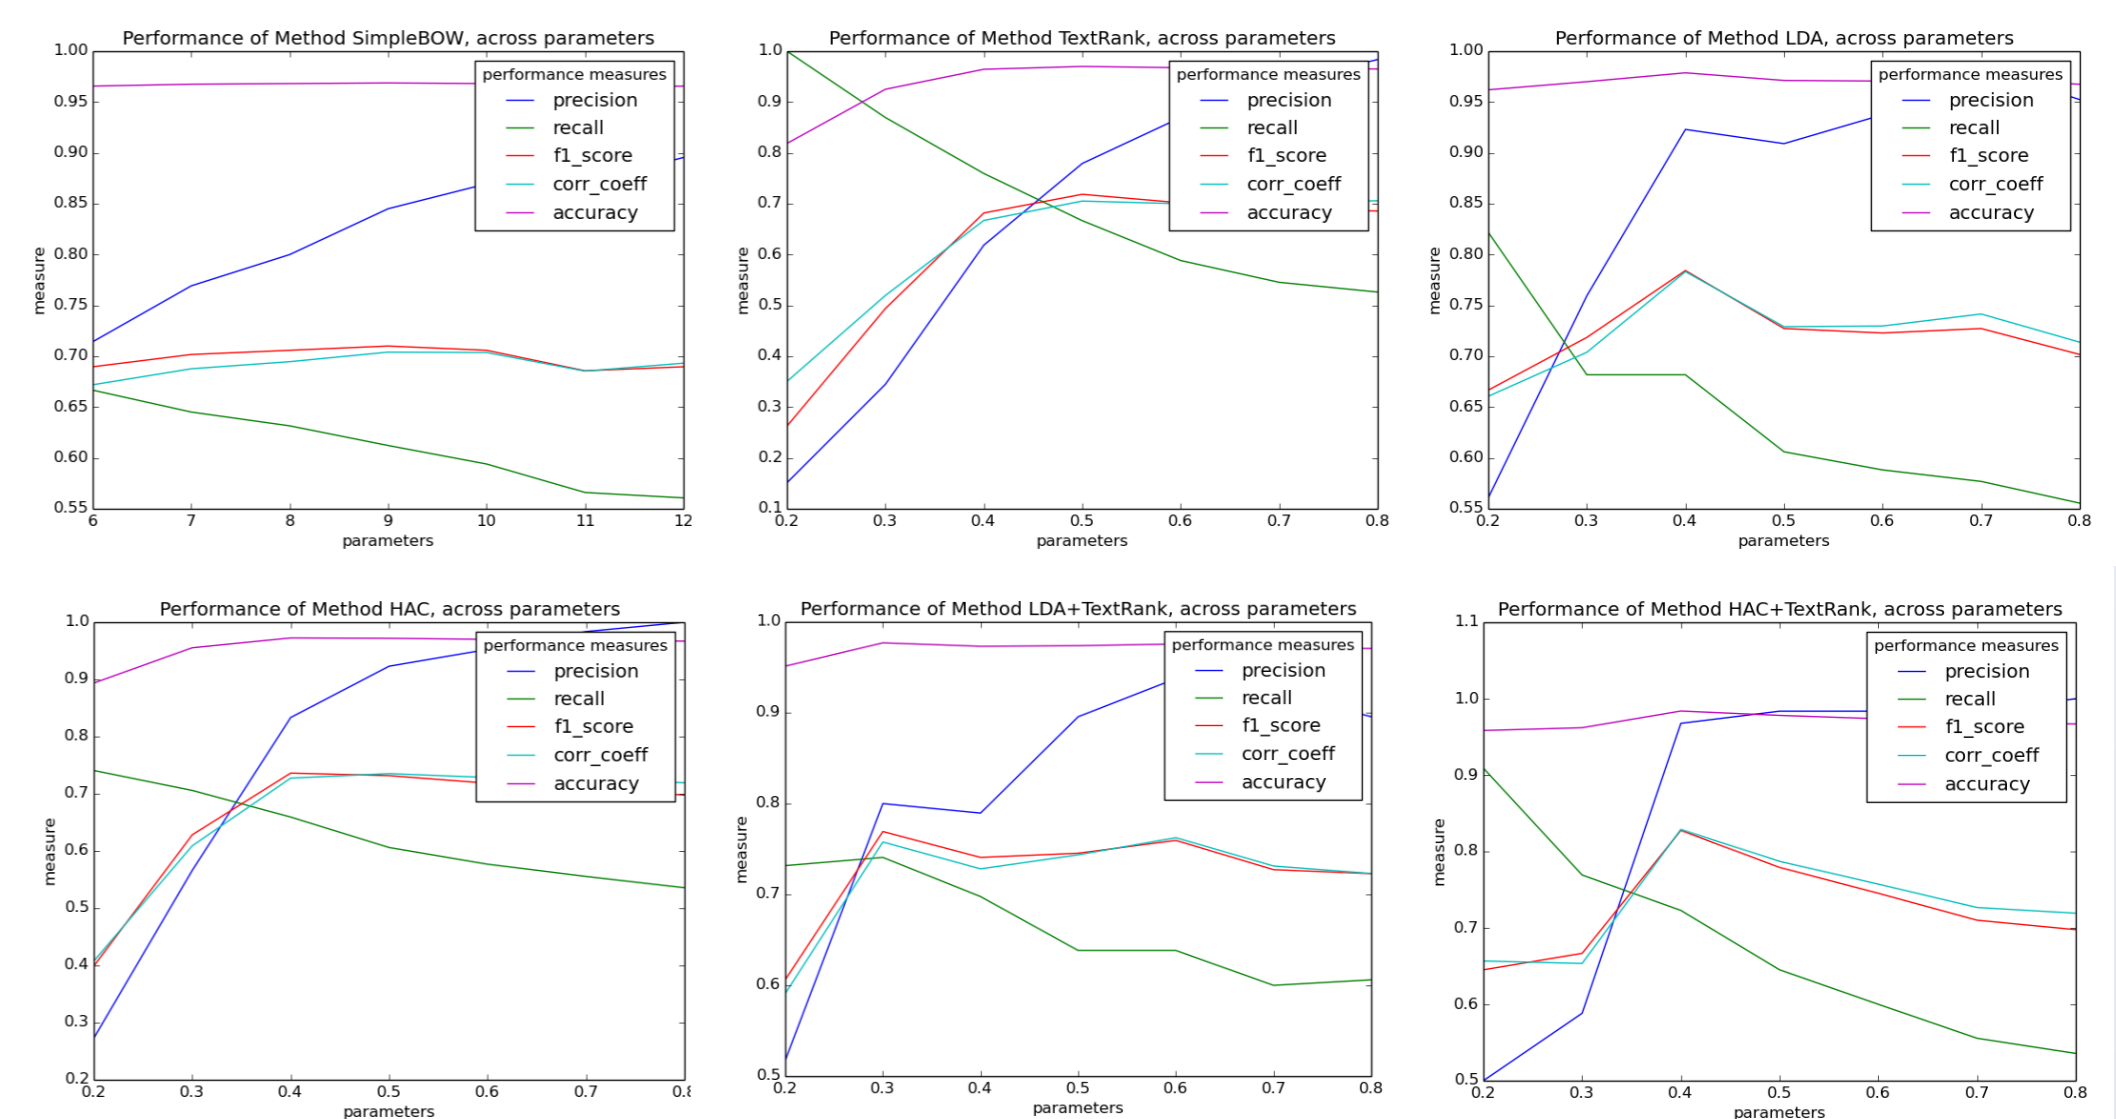 Performance of Method SimpleBOW, across parameters
1.00
0.95
0.90
0.85
0.80
0.75
0.70
0.65
0.60
0.55
measure
6 7 8 9 10 11 12
parameters
performance measures
precision
recall
f1_score
corr_coeff
accuracy
Performance of Method TextRank, across parameters
1.0
0.9
0.8
0.7
0.6
0.5
0.4
0.3
0.2
0.1
measure
0.2 0.3 0.4 0.5 0.6 0.7 0.8
parameters
performance measures
precision
recall
f1_score
corr_coeff
accuracy
Performance of Method LDA, across parameters
1.00
0.95
0.90
0.85
0.80
0.75
0.70
0.65
0.60
0.55
measure
0.2 0.3 0.4 0.5 0.6 0.7 0.8
parameters
performance measures
precision
recall
f1_score
corr_coeff
accuracy
Performance of Method HAC, across parameters
1.0
0.9
0.8
0.7
0.6
0.5
0.4
0.3
0.2
measure
0.2 0.3 0.4 0.5 0.6 0.7 0.8
parameters
performance measures
precision
recall
f1_score
corr_coeff
accuracy
Performance of Method LDA+TextRank, across parameters
1.0
0.9
0.8
0.7
0.6
0.5
measure
0.2 0.3 0.4 0.5 0.6 0.7 0.8
parameters
performance measures
precision
recall
f1_score
corr_coeff
accuracy
Performance of Method HAC+TextRank, across parameters
1.1
1.0
0.9
0.8
0.7
0.6
0.5
measure
0.2 0.3 0.4 0.5 0.6 0.7 0.8
parameters
performance measures
precision
recall
f1_score
corr_coeff
accuracy